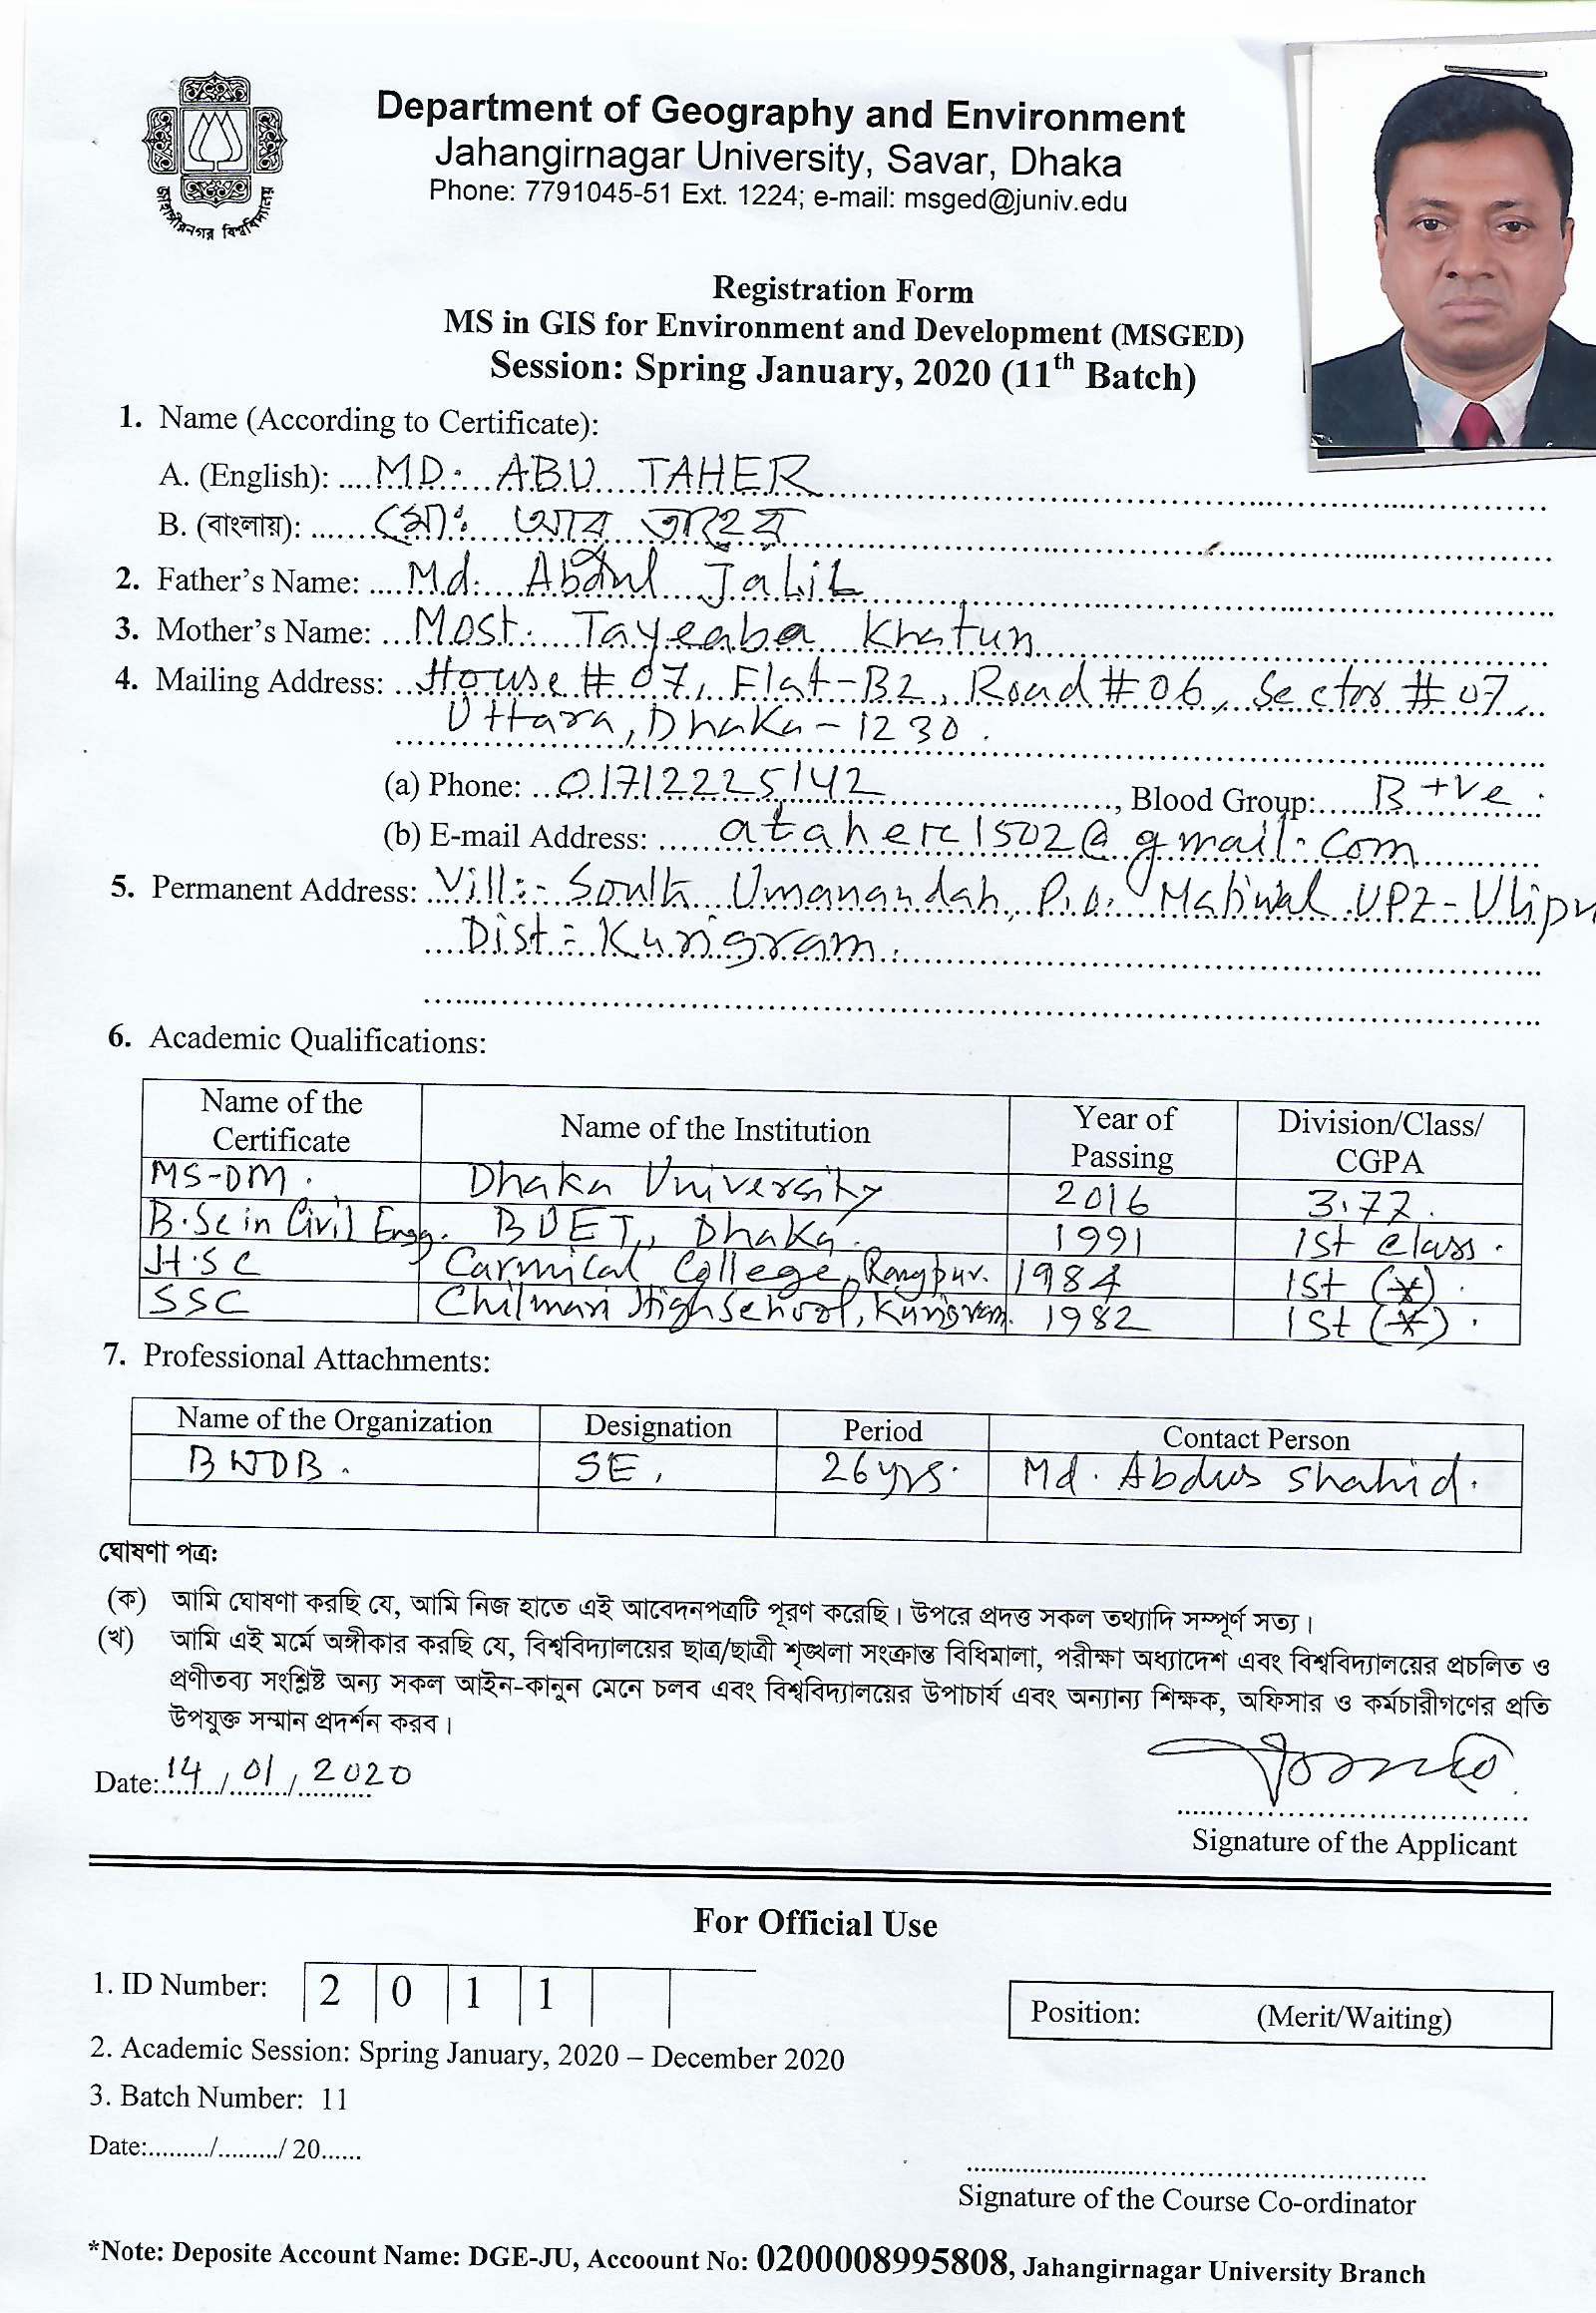 জাহাঙ্গীরনগর বিশ্ববিদ্যালয়
Department of Geography and Environment
Jahangirnagar University, Savar, Dhaka
Phone: 7791045-51 Ext. 1224; e-mail: msged@juniv.edu
Registration Form
MS in GIS for Environment and Development (MSGED)
Session: Spring January, 2020 (11th Batch)
1. Name (According to Certificate):
A. (English): MD. ABU TAHER
B. (বাংলায়): মোঃ আবু তাহের
2. Father's Name: Md. Abdul Jalil
3. Mother's Name: Most. Tayeaba Khatun
4. Mailing Address: House # 07, Flat-B2, Road # 06, Sector # 07,
Uttara, Dhaka - 1230.
(a) Phone: 01712225142, Blood Group: B +ve.
(b) E-mail Address: ataher1502@gmail.com
5. Permanent Address: Vill:- South Umanandah, P.O. UPZ-
Dist:- Kurigram.
6. Academic Qualifications:
Name of the Certificate Name of the Institution Year of Passing Division/Class/ CGPA
MS-DM. Dhaka University 2016 3.77.
B.Sc in Civil Engg. BUET, Dhaka. 1991 1st class.
H.S.C Carmical College, Rangpur. 1984 1st (*).
SSC Chilmari High School, Kurigram. 1982 1st (*).
7. Professional Attachments:
Name of the Organization Designation Period Contact Person
BWDB. SE, 26 yrs. Md. Abdus Shahid.
ঘোষণা পত্র:
(ক) আমি ঘোষণা করছি যে, আমি নিজ হাতে এই আবেদনপত্রটি পূরণ করেছি। উপরে প্রদত্ত সকল তথ্যাদি সম্পূর্ণ সত্য।
(খ) আমি এই মর্মে অঙ্গীকার করছি যে, বিশ্ববিদ্যালয়ের ছাত্র/ছাত্রী শৃঙ্খলা সংক্রান্ত বিধিমালা, পরীক্ষা অধ্যাদেশ এবং বিশ্ববিদ্যালয়ের প্রচলিত ও
প্রণীতব্য সংশ্লিষ্ট অন্য সকল আইন-কানুন মেনে চলব এবং বিশ্ববিদ্যালয়ের উপাচার্য এবং অন্যান্য শিক্ষক, অফিসার ও কর্মচারীগণের প্রতি
উপযুক্ত সম্মান প্রদর্শন করব।
Date: 14/01/2020
Signature of the Applicant
For Official Use
1. ID Number: 2 0 1 1
Position: (Merit/Waiting)
2. Academic Session: Spring January, 2020 – December 2020
3. Batch Number: 11
Date:........./........./ 20......
Signature of the Course Co-ordinator
*Note: Deposite Account Name: DGE-JU, Accoount No: 0200008995808, Jahangirnagar University Branch